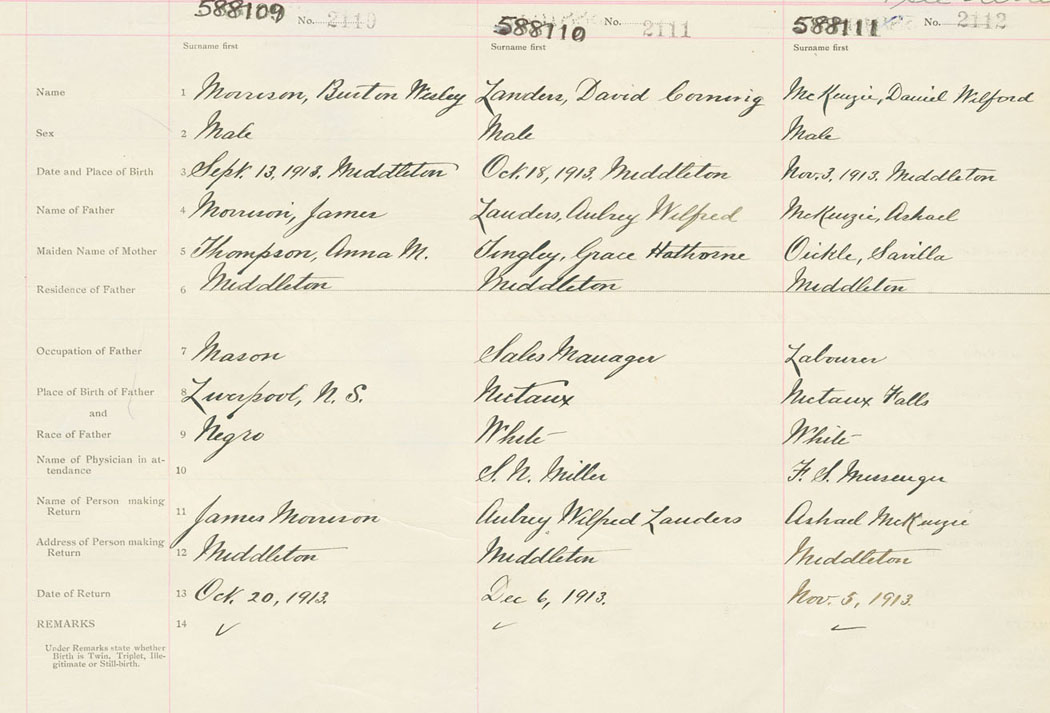 588109 No. 2110 588110 No. 2111 588111 No. 2112
Surname first Surname first Surname first
Name 1 Morrison, Burton Wesley Landers, David Corning McKenzie, Daniel Wilford
Sex 2 Male Male Male
Date and Place of Birth 3 Sept. 13, 1913. Middleton Oct. 18, 1913. Middleton Nov. 3. 1913. Middleton
Name of Father 4 Morrison, James Landers, Aubrey Wilfred McKenzie, Ashael
Maiden Name of Mother 5 Thompson, Anna M. Tingley, Grace Hathorne Oickle, Savilla
Residence of Father 6 Middleton Middleton Middleton
Occupation of Father 7 Mason Sales Manager Labourer
Place of Birth of Father 8 Liverpool, N. S. Nictaux Nictaux Falls
and
Race of Father 9 Negro White White
Name of Physician in at-
tendance 10 S. N. Miller F. S. Messenger
Name of Person making
Return 11 James Morrison Aubrey Wilfred Landers Ashael McKenzie
Address of Person making
Return 12 Middleton Middleton Middleton
Date of Return 13 Oct. 20, 1913. Dec 6, 1913. Nov. 5, 1913.
REMARKS 14
Under Remarks state whether
Birth is Twin, Triplet, Ille-
gitimate or Still-birth.